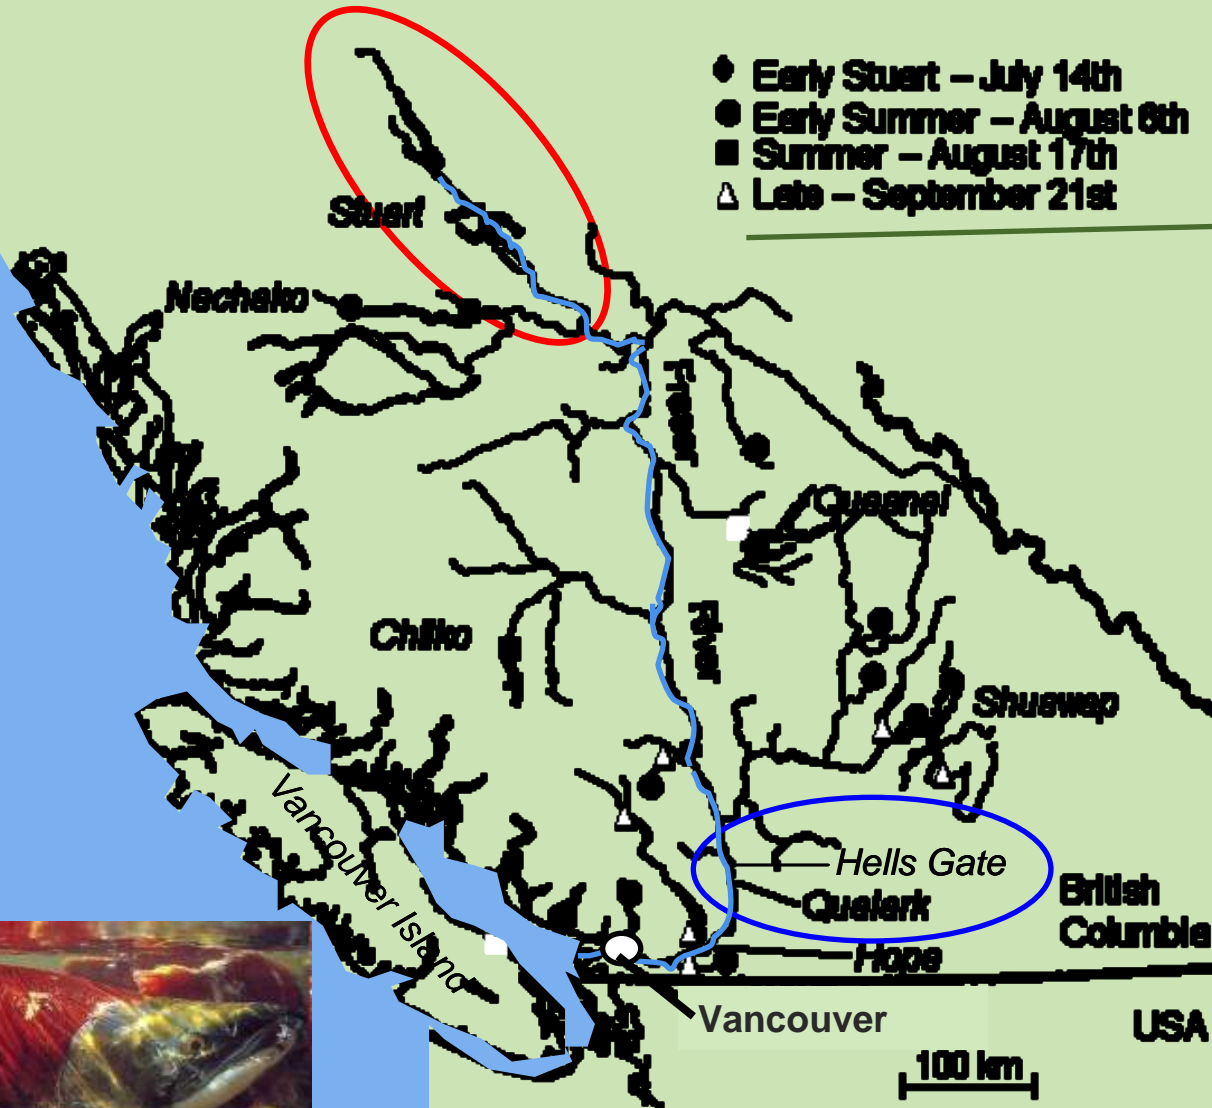 Early Stuart – July 14th
Early Summer – August 6th
Summer – August 17th
Late – September 21st
Stuart
Nechako
Fraser
Quesnel
River
Chilko
Shuswap
Vancouver Island
Hells Gate
Qualark
British
Columbia
Hope
Vancouver
USA
100 km